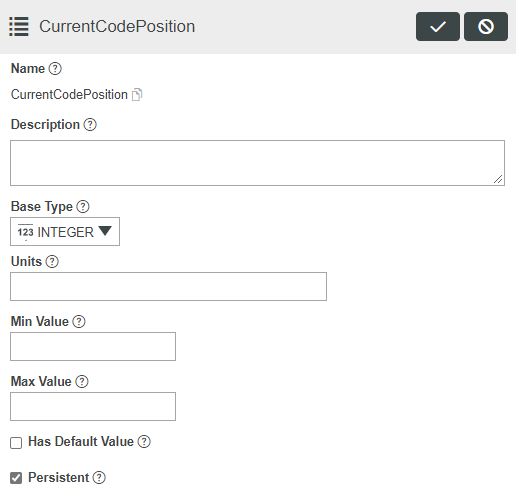 CurrentCodePosition
Name ?
CurrentCodePosition
Description ?
Base Type ?
123 INTEGER
Units ?
Min Value ?
Max Value ?
Has Default Value ?
Persistent ?